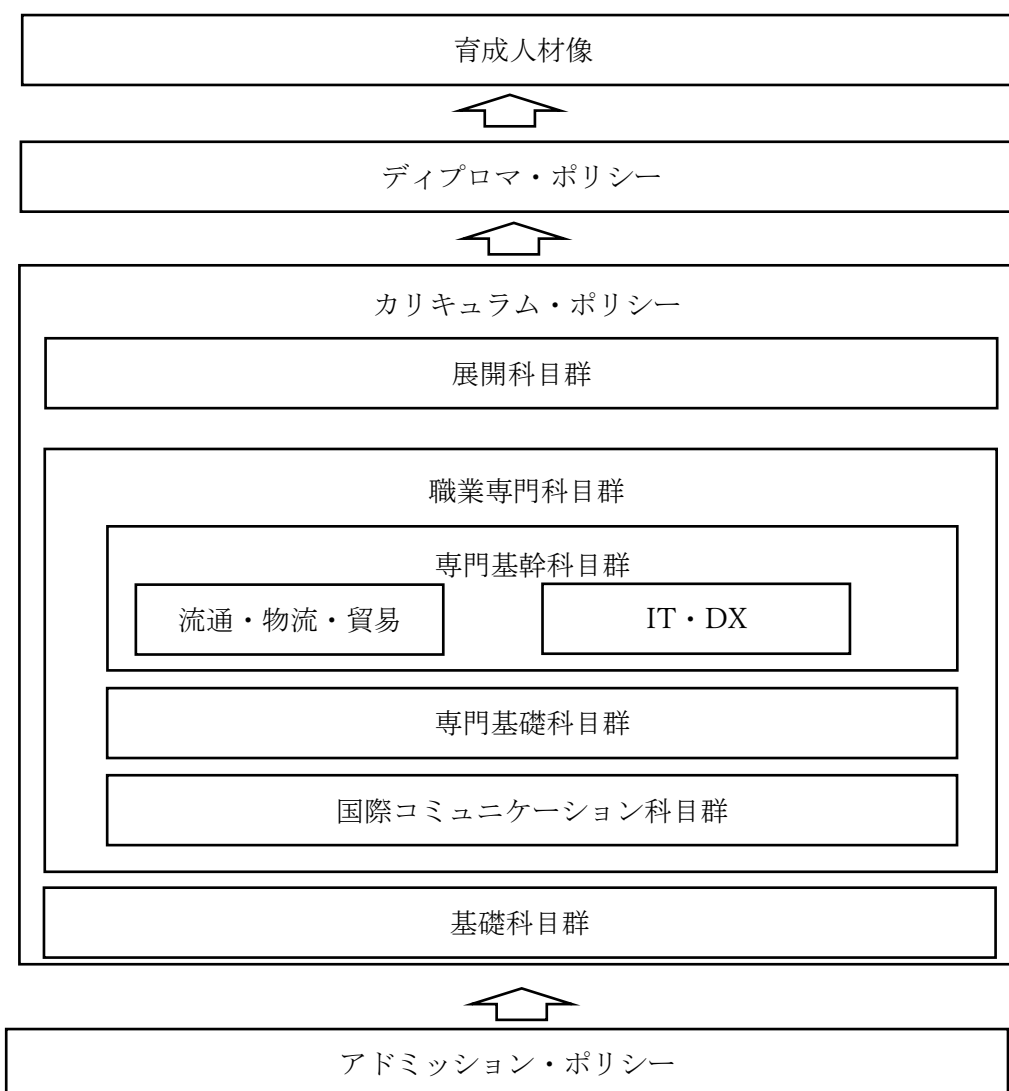 育成人材像
ディプロマ・ポリシー
カリキュラム・ポリシー
展開科目群
職業専門科目群
専門基幹科目群
流通・物流・貿易
IT・DX
専門基礎科目群
国際コミュニケーション科目群
基礎科目群
アドミッション・ポリシー